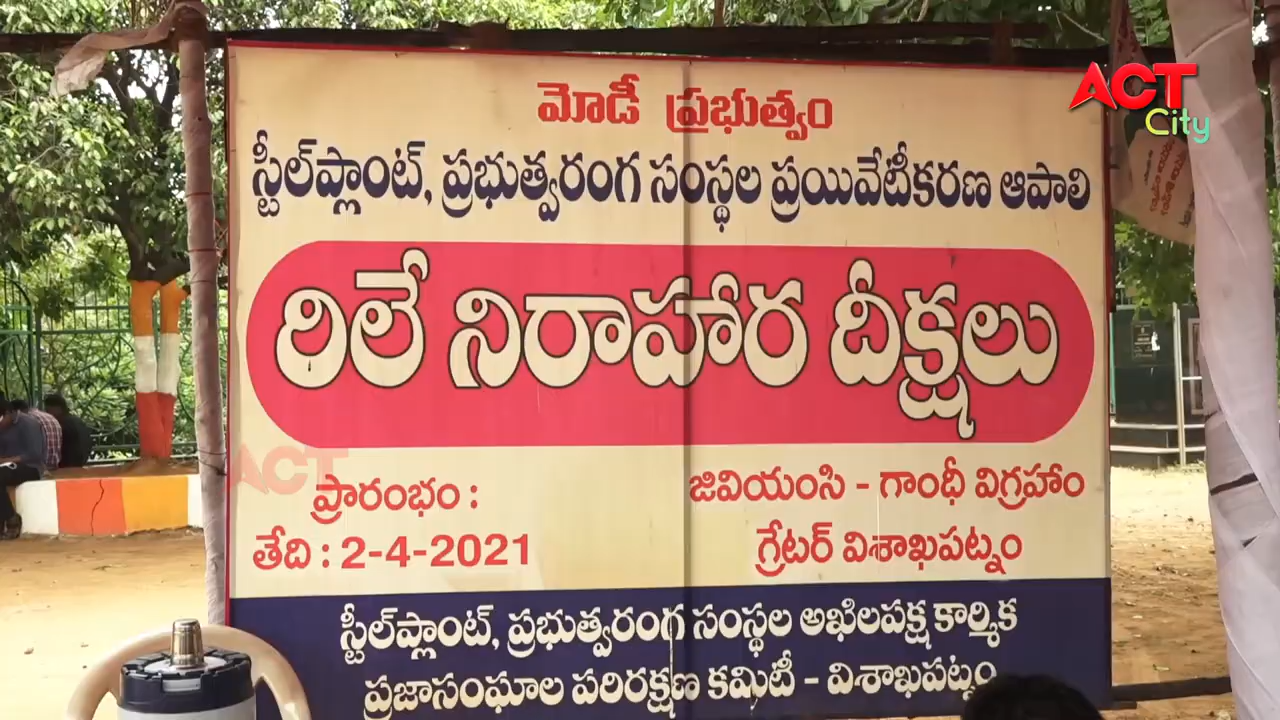 ACT
City
మోడీ ప్రభుత్వం
స్టీల్‌ప్లాంట్, ప్రభుత్వరంగ సంస్థల ప్రయివేటీకరణ ఆపాలి
రిలే నిరాహార దీక్షలు
ACT
ప్రారంభం :
తేది : 2-4-2021
జివియంసి - గాంధీ విగ్రహం
గ్రేటర్ విశాఖపట్నం
స్టీల్‌ప్లాంట్, ప్రభుత్వరంగ సంస్థల అఖిలపక్ష కార్మిక
ప్రజాసంఘాల పరిరక్షణ కమిటీ - విశాఖపట్నం